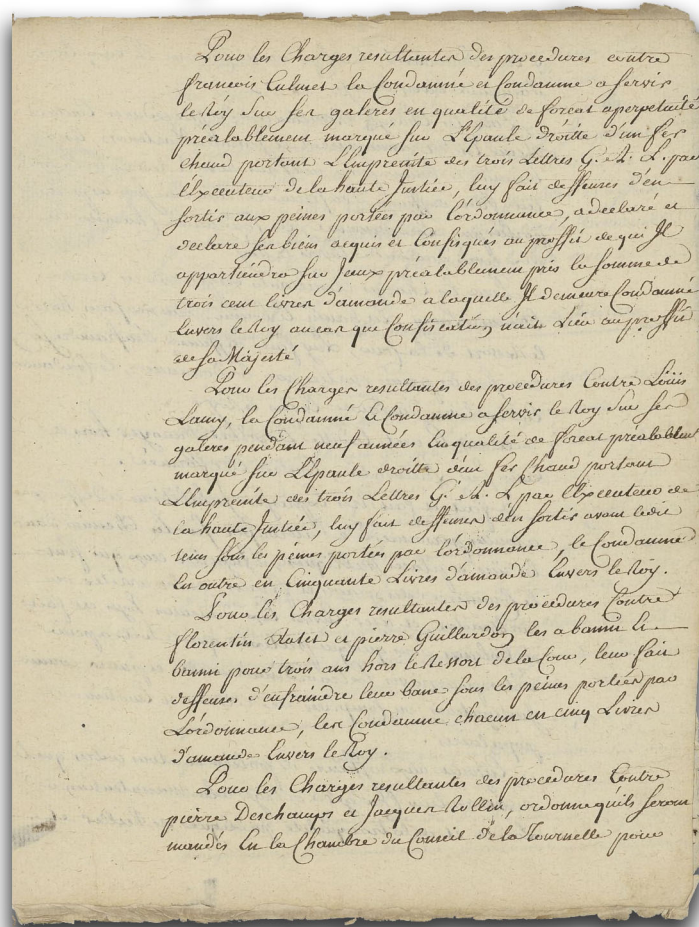 Pour les Charges resultantes des procedures contre
francois Culmet la Condamné et Condamne a servir
le Roy sur ses galeres en qualité de forcat a perpetuité
préalablement marqué sur L'Epaule droitte d'un fer
chaud portant L'Empreinte des trois Lettres G. A. L. par
l'Executeur de la haute Justice, luy fait deffenses d'en
sortir aux peines portées par l'ordonnance, a declaré et
declare ses biens acquis et Confisqués au proffit de qui Il
appartiendra sur Iceux préalablement pris la somme de
trois cent livres d'amande a laquelle Il demeure Condamné
Envers le Roy au cas que Confiscation n'ait Lieu au proffit
de sa Majesté
Pour les Charges resultantes des procedures Contre Loüis
Lamy, la Condamné Et Condamne a servir le Roy sur ses
galeres pendant neuf années En qualité de forcat prealablemt
marqué sur L'Epaule droitte d'un fer Chaud portant
L'Empreinte des trois Lettres G. A. L par l'Executeur de
la haute Justice, luy fait deffenses d'en sortir avant ledit
tems sous les peines portées par l'ordonnance, le Condamne
En outre en Cinquante Livres d'amande Envers le Roy.
Pour les Charges resultantes des procedures Contre
florentin et pierre Guillardon les a banni Et
banni pour trois ans hors le Ressort de la Cour, leur fait
deffenses d'enfraindre leur banc sous les peines portées par
L'ordonnance, les Condamne chacun en cinq Livres
d'amande Envers le Roy.
Pour les Charges resultantes des procedures Contre
pierre Deschamps et Jacques Rollin, ordonne qu'ils seront
mandés En la Chambre du Conseil de la Tournelle pour